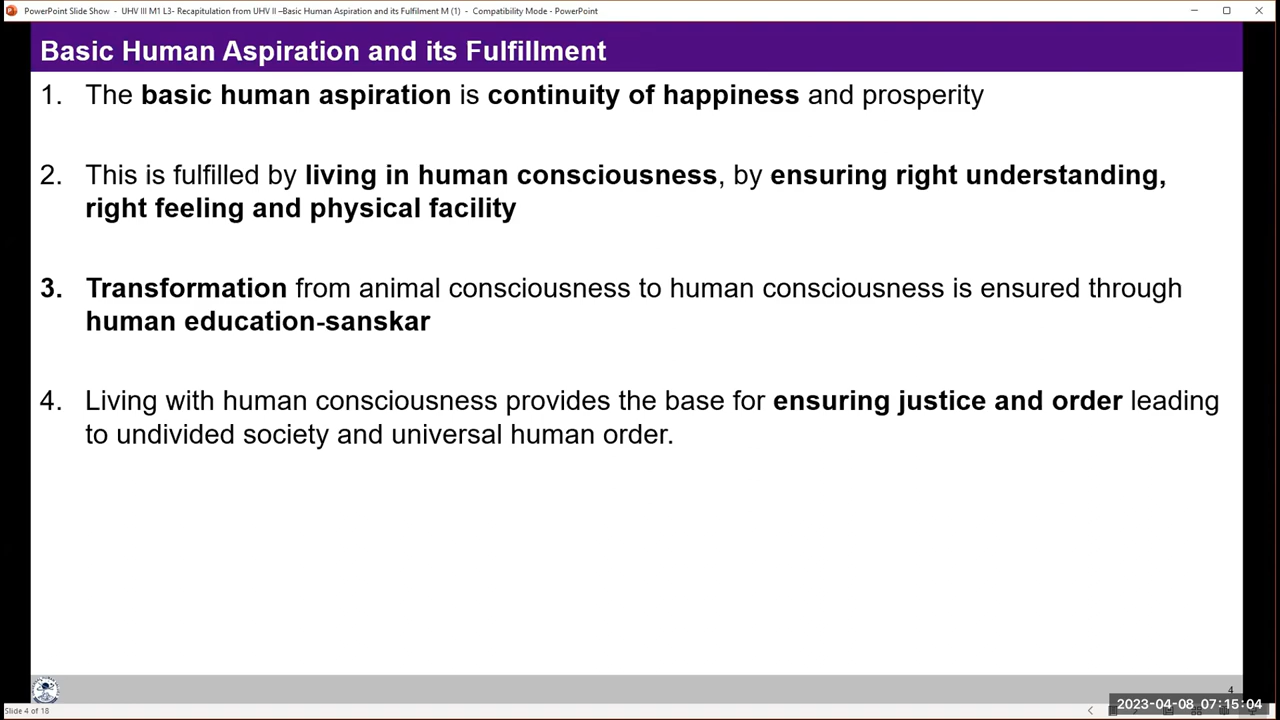 PowerPoint Slide Show - UHV III M1 L3- Recapitulation from UHV II –Basic Human Aspiration and its Fulfilment M (1) - Compatibility Mode - PowerPoint
Basic Human Aspiration and its Fulfillment
1. The basic human aspiration is continuity of happiness and prosperity
2. This is fulfilled by living in human consciousness, by ensuring right understanding,
right feeling and physical facility
3. Transformation from animal consciousness to human consciousness is ensured through
human education-sanskar
4. Living with human consciousness provides the base for ensuring justice and order leading
to undivided society and universal human order.
4
2023-04-08 07:15:04
Slide 4 of 18